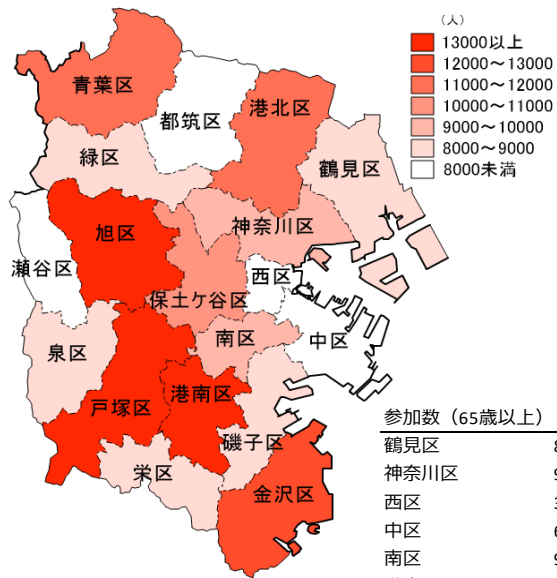 (人)
13000以上
12000～13000
11000～12000
10000～11000
9000～10000
8000～9000
8000未満
青葉区
都筑区
港北区
緑区
鶴見区
旭区
神奈川区
瀬谷区
西区
保土ケ谷区
中区
泉区
南区
戸塚区
港南区
磯子区
栄区
金沢区
参加数（65歳以上）
鶴見区
神奈川区
西区
中区
南区